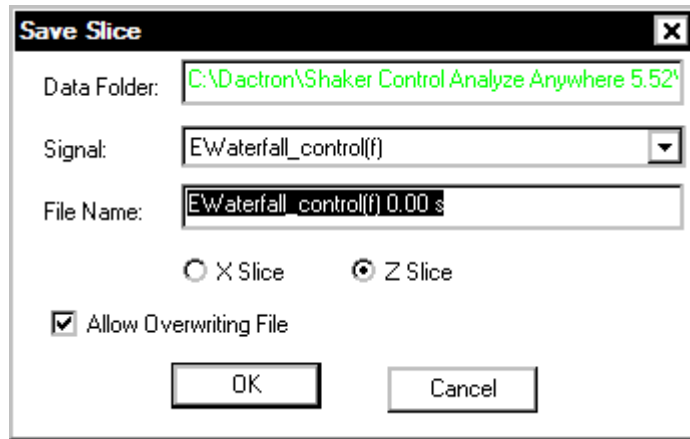 Save Slice
Data Folder: C:\Dactron\Shaker Control Analyze Anywhere 5.52\
Signal: EWaterfall_control(f)
File Name: EWaterfall_control(f) 0.00 s
X Slice Z Slice
Allow Overwriting File
OK Cancel